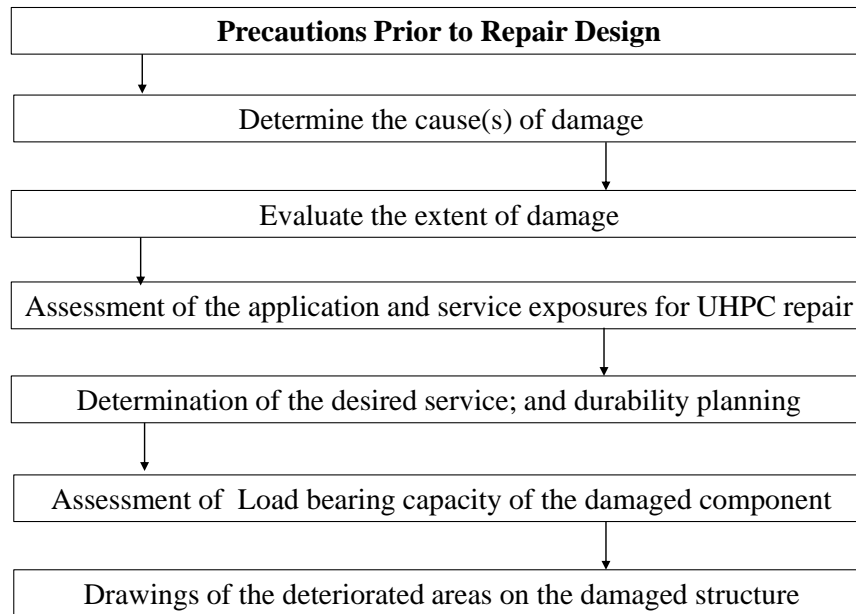 Precautions Prior to Repair Design
Determine the cause(s) of damage
Evaluate the extent of damage
Assessment of the application and service exposures for UHPC repair
Determination of the desired service; and durability planning
Assessment of  Load bearing capacity of the damaged component
Drawings of the deteriorated areas on the damaged structure